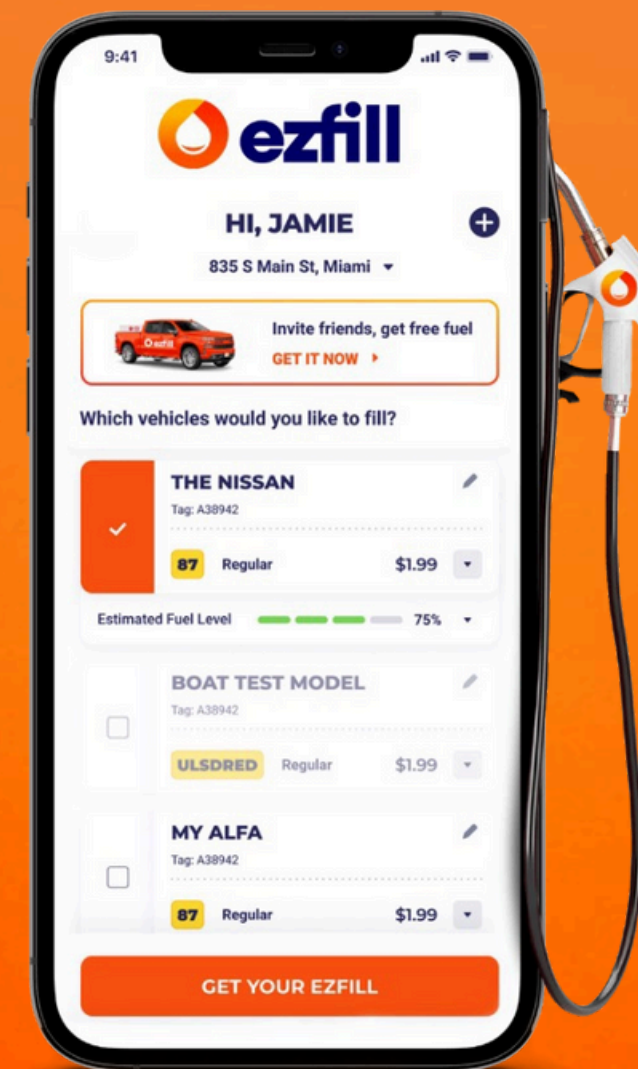 9:41
ezfill
HI, JAMIE
835 S Main St, Miami
Invite friends, get free fuel
ezfill
GET IT NOW
Which vehicles would you like to fill?
THE NISSAN
Tag: A38942
87 Regular $1.99
Estimated Fuel Level 75%
BOAT TEST MODEL
Tag: A38942
ULSDRED Regular $1.99
MY ALFA
Tag: A38942
87 Regular $1.99
GET YOUR EZFILL